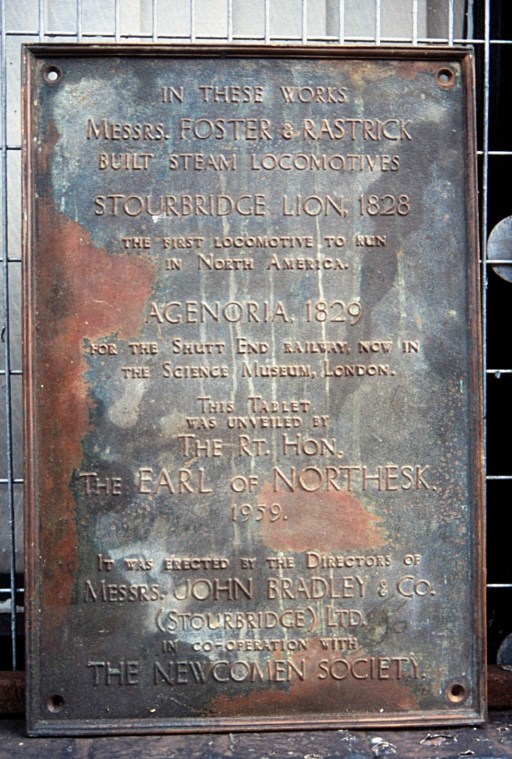 IN THESE WORKS
MESSRS. FOSTER & RASTRICK
BUILT STEAM LOCOMOTIVES
STOURBRIDGE LION, 1828
THE FIRST LOCOMOTIVE TO RUN
IN NORTH AMERICA.
AGENORIA, 1829
FOR THE SHUTT END RAILWAY, NOW IN
THE SCIENCE MUSEUM, LONDON.
THIS TABLET
WAS UNVEILED BY
THE RT. HON.
THE EARL OF NORTHESK.
1959.
IT WAS ERECTED BY THE DIRECTORS OF
MESSRS. JOHN BRADLEY & CO.
(STOURBRIDGE) LTD.
IN CO-OPERATION WITH
THE NEWCOMEN SOCIETY.